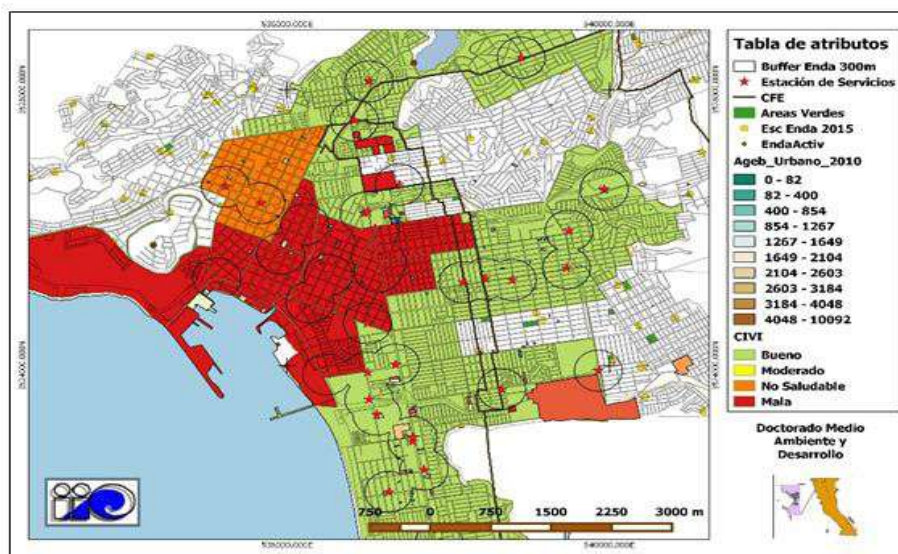 536000.000E 540000.000E
Tabla de atributos
Buffer Enda 300m
Estación de Servicios
CFE
Areas Verdes
Esc Enda 2015
EndaActiv
Ageb_Urbano_2010
0 - 82
82 - 400
400 - 854
854 - 1267
1267 - 1649
1649 - 2104
2104 - 2603
2603 - 3184
3184 - 4048
4048 - 10092
CIVI
Bueno
Moderado
No Saludable
Mala
Doctorado Medio
Ambiente y
Desarrollo
750 0 750 1500 2250 3000 m
540000.000E